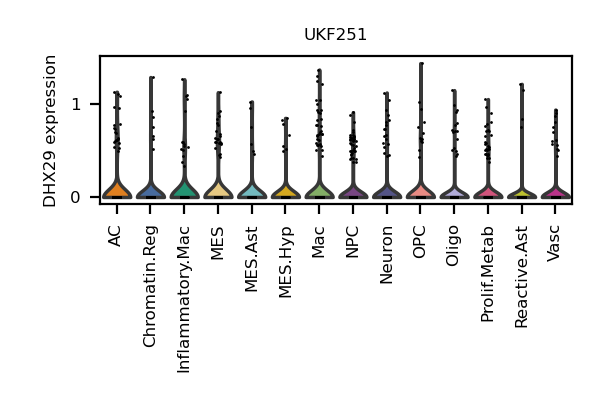 UKF251
DHX29 expression
1
0
AC
Chromatin.Reg
Inflammatory.Mac
MES
MES.Ast
MES.Hyp
Mac
NPC
Neuron
OPC
Oligo
Prolif.Metab
Reactive.Ast
Vasc